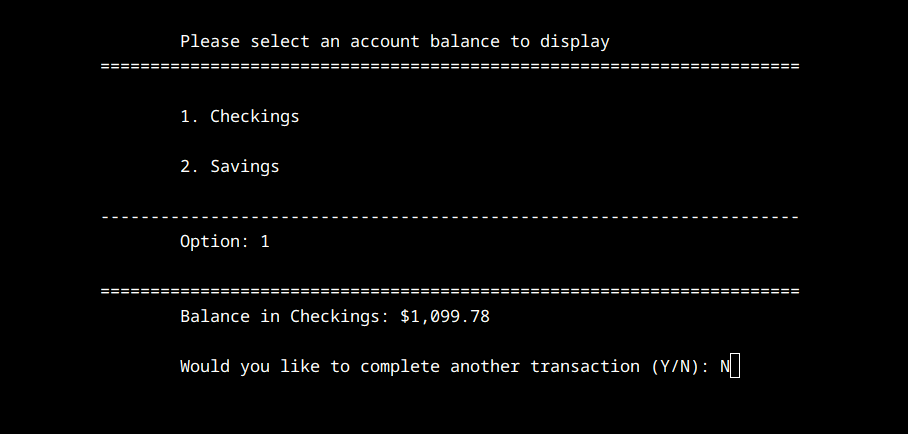 Please select an account balance to display
======================================================================
1. Checkings
2. Savings
----------------------------------------------------------------------
Option: 1
======================================================================
Balance in Checkings: $1,099.78
Would you like to complete another transaction (Y/N): N